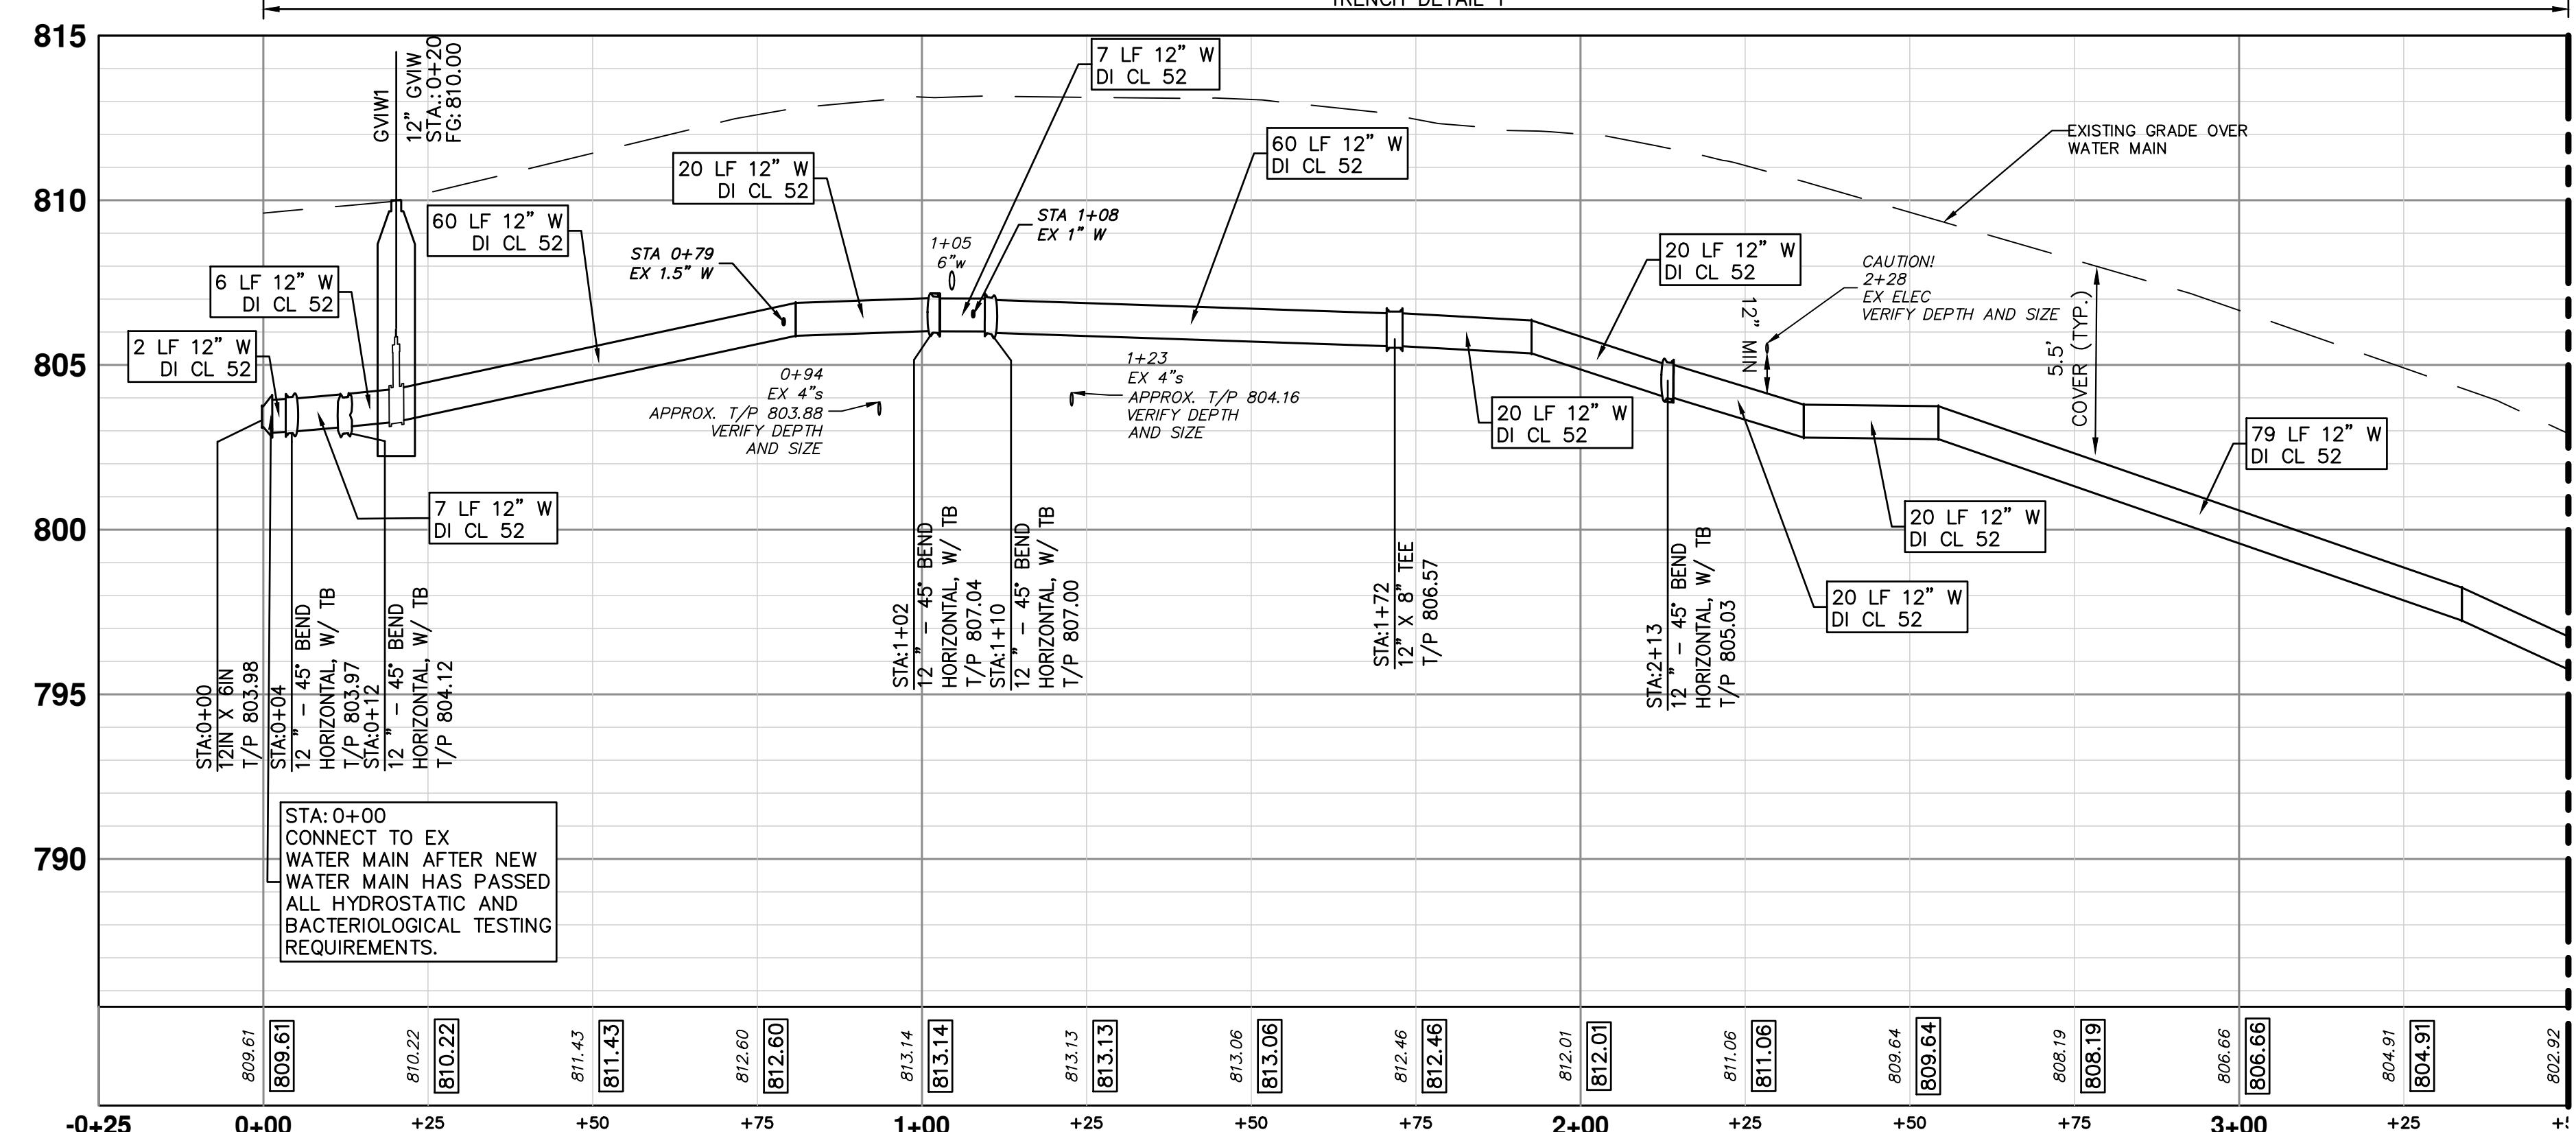 TRENCH DETAIL 1
815
810
805
800
795
790
GVIW1
12" GVIW
STA.: 0+20
FG: 810.00
7 LF 12" W
DI CL 52
60 LF 12" W
DI CL 52
20 LF 12" W
DI CL 52
60 LF 12" W
DI CL 52
6 LF 12" W
DI CL 52
2 LF 12" W
DI CL 52
7 LF 12" W
DI CL 52
STA 0+79
EX 1.5" W
1+05
6"w
STA 1+08
EX 1" W
0+94
EX 4"s
APPROX. T/P 803.88
VERIFY DEPTH
AND SIZE
1+23
EX 4"s
APPROX. T/P 804.16
VERIFY DEPTH
AND SIZE
20 LF 12" W
DI CL 52
20 LF 12" W
DI CL 52
12" MIN
CAUTION!
2+28
EX ELEC
VERIFY DEPTH AND SIZE
EXISTING GRADE OVER
WATER MAIN
5.5'
COVER (TYP.)
79 LF 12" W
DI CL 52
20 LF 12" W
DI CL 52
20 LF 12" W
DI CL 52
STA:0+00
12IN X 6IN
T/P 803.98
STA:0+04
12 " - 45° BEND
HORIZONTAL, W/ TB
T/P 803.97
STA:0+12
12 " - 45° BEND
HORIZONTAL, W/ TB
T/P 804.12
STA:1+02
12 " - 45° BEND
HORIZONTAL, W/ TB
T/P 807.04
STA:1+10
12 " - 45° BEND
HORIZONTAL, W/ TB
T/P 807.00
STA:1+72
12" X 8" TEE
T/P 806.57
STA:2+13
12 " - 45° BEND
HORIZONTAL, W/ TB
T/P 805.03
STA: 0+00
CONNECT TO EX
WATER MAIN AFTER NEW
WATER MAIN HAS PASSED
ALL HYDROSTATIC AND
BACTERIOLOGICAL TESTING
REQUIREMENTS.
809.61 809.61 810.22 810.22 811.43 811.43 812.60 812.60 813.14 813.14 813.13 813.13 813.06 813.06 812.46 812.46 812.01 812.01 811.06 811.06 809.64 809.64 808.19 808.19 806.66 806.66 804.91 804.91 802.92
-0+25 0+00 +25 +50 +75 1+00 +25 +50 +75 2+00 +25 +50 +75 3+00 +25